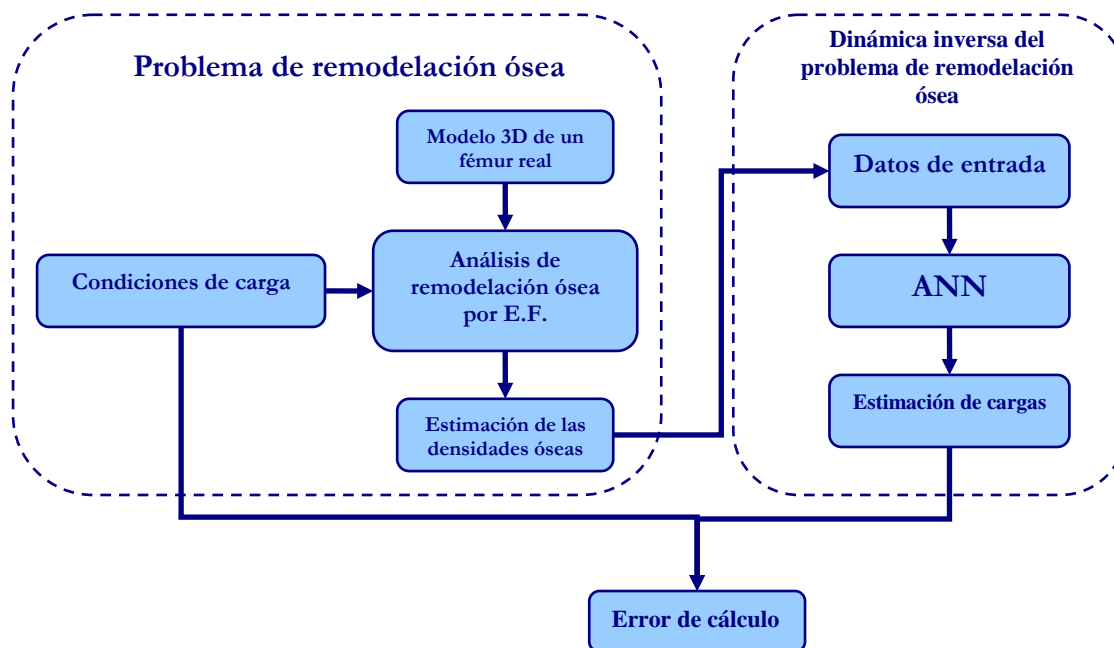 Problema de remodelación ósea
Modelo 3D de un
fémur real
Condiciones de carga
Análisis de
remodelación ósea
por E.F.
Estimación de las
densidades óseas
Dinámica inversa del
problema de remodelación
ósea
Datos de entrada
ANN
Estimación de cargas
Error de cálculo